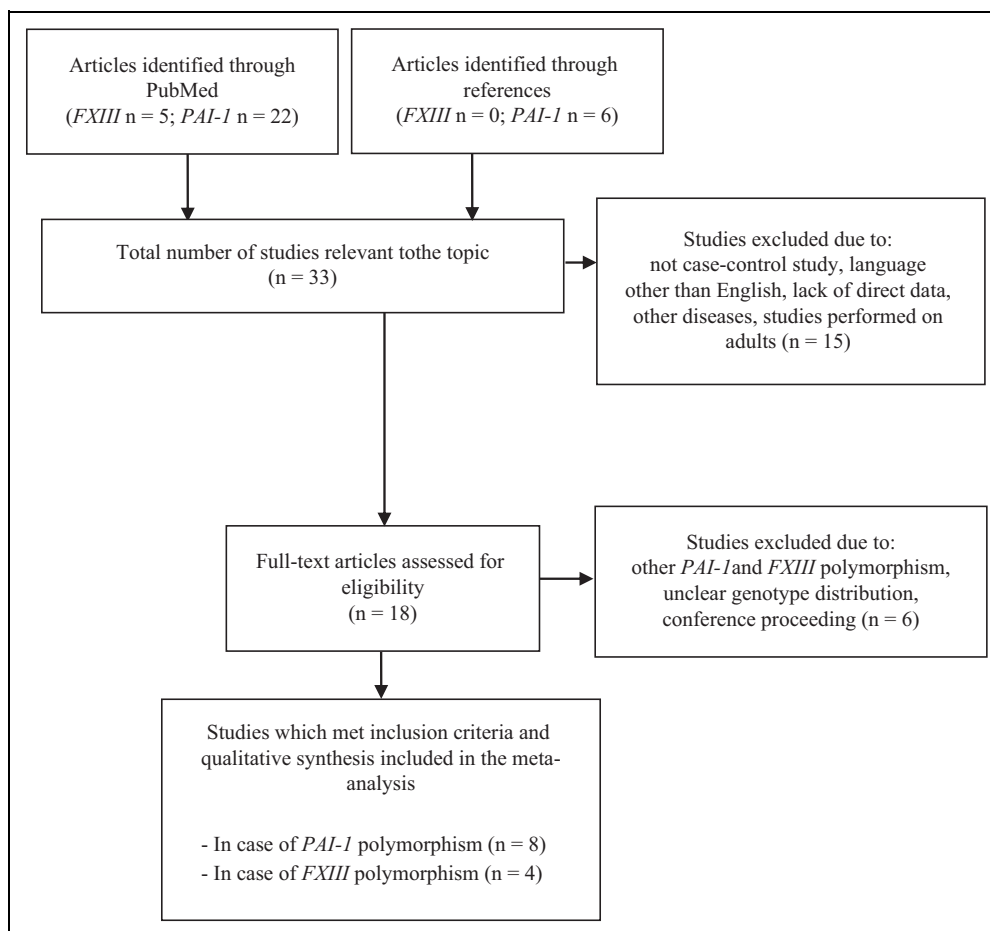 Articles identified through
PubMed
(FXIII n = 5; PAI-1 n = 22)
Articles identified through
references
(FXIII n = 0; PAI-1 n = 6)
Total number of studies relevant tothe topic
(n = 33)
Studies excluded due to:
not case-control study, language
other than English, lack of direct data,
other diseases, studies performed on
adults (n = 15)
Full-text articles assessed for
eligibility
(n = 18)
Studies excluded due to:
other PAI-1and FXIII polymorphism,
unclear genotype distribution,
conference proceeding (n = 6)
Studies which met inclusion criteria and
qualitative synthesis included in the meta-
analysis
- In case of PAI-1 polymorphism (n = 8)
- In case of FXIII polymorphism (n = 4)